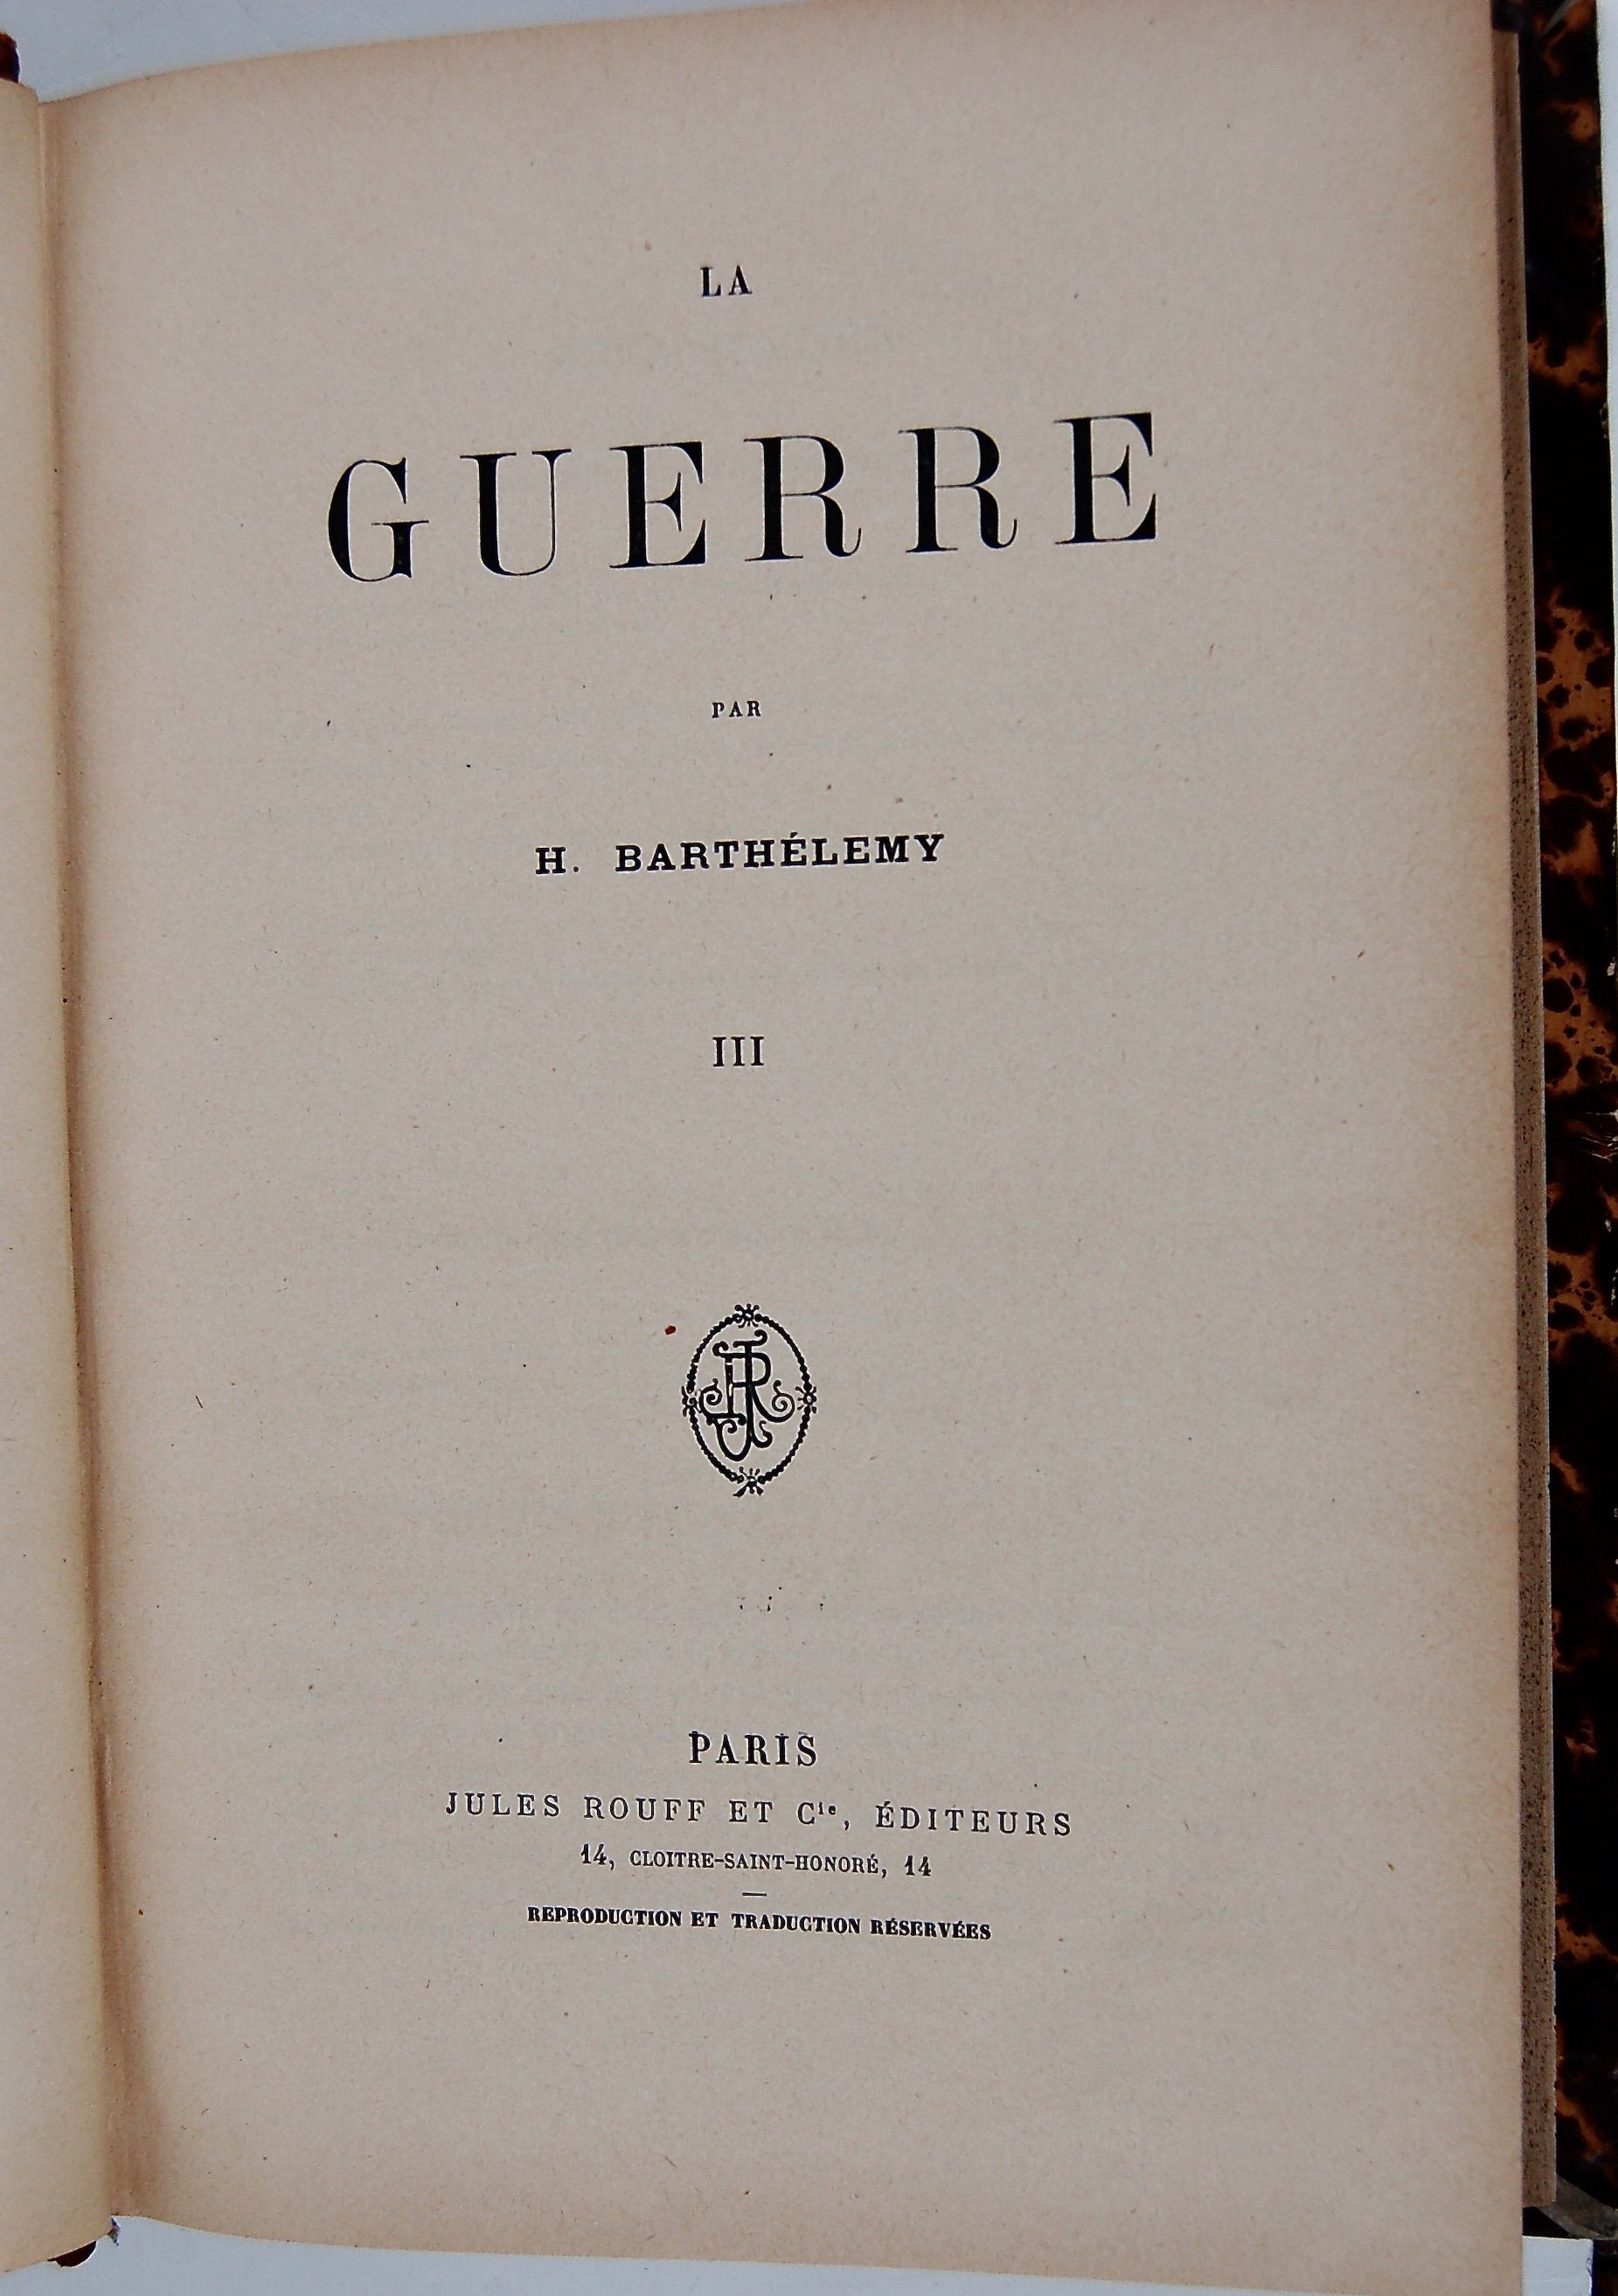 LA
GUERRE
PAR
H. BARTHÉLEMY
III
JR
PARIS
JULES ROUFF ET Cie, ÉDITEURS
14, CLOITRE-SAINT-HONORÉ, 14
REPRODUCTION ET TRADUCTION RÉSERVÉES